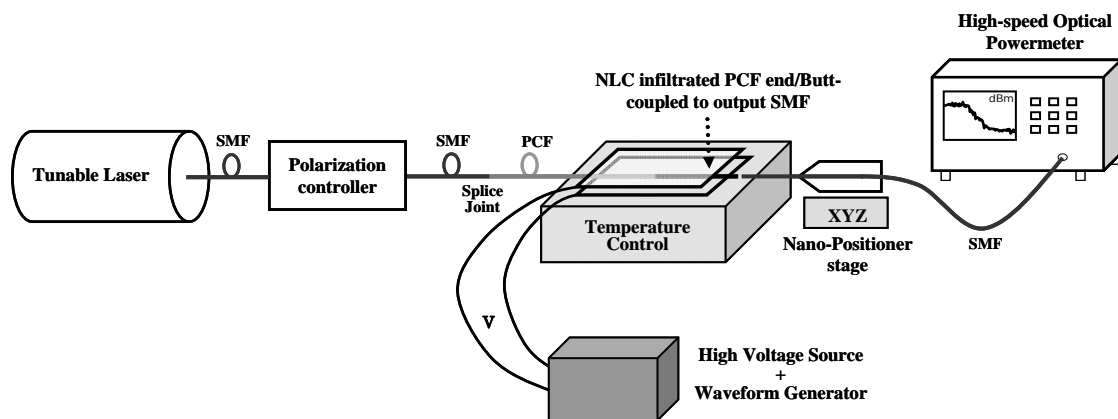 High-speed Optical
Powermeter
dBm
NLC infiltrated PCF end/Butt-
coupled to output SMF
SMF
SMF
PCF
Tunable Laser
Polarization
controller
Splice
Joint
Temperature
Control
XYZ
Nano-Positioner
stage
SMF
V
High Voltage Source
+
Waveform Generator